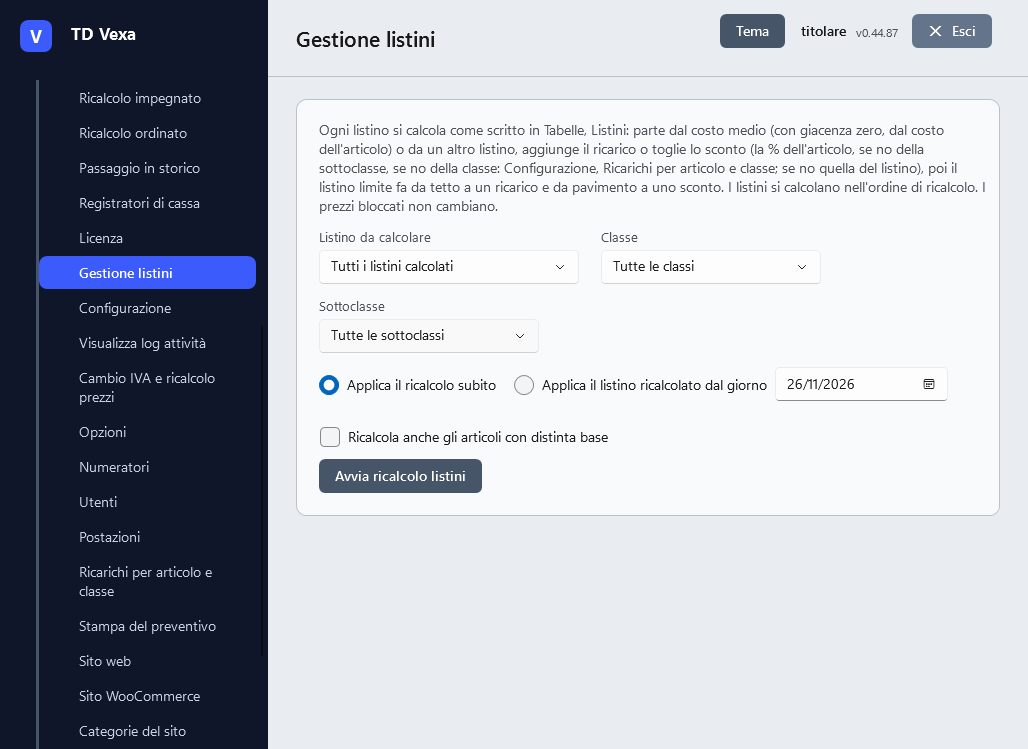 V
TD Vexa
Ricalcolo impegnato
Ricalcolo ordinato
Passaggio in storico
Registratori di cassa
Licenza
Gestione listini
Configurazione
Visualizza log attività
Cambio IVA e ricalcolo
prezzi
Opzioni
Numeratori
Utenti
Postazioni
Ricarichi per articolo e
classe
Stampa del preventivo
Sito web
Sito WooCommerce
Categorie del sito
Gestione listini
Tema
titolare
v0.44.87
Esci
Ogni listino si calcola come scritto in Tabelle, Listini: parte dal costo medio (con giacenza zero, dal costo
dell'articolo) o da un altro listino, aggiunge il ricarico o toglie lo sconto (la % dell'articolo, se no della
sottoclasse, se no della classe: Configurazione, Ricarichi per articolo e classe; se no quella del listino), poi il
listino limite fa da tetto a un ricarico e da pavimento a uno sconto. I listini si calcolano nell'ordine di ricalcolo. I
prezzi bloccati non cambiano.
Listino da calcolare
Classe
Tutti i listini calcolati
Tutte le classi
Sottoclasse
Tutte le sottoclassi
Applica il ricalcolo subito
Applica il listino ricalcolato dal giorno
26/11/2026
Ricalcola anche gli articoli con distinta base
Avvia ricalcolo listini